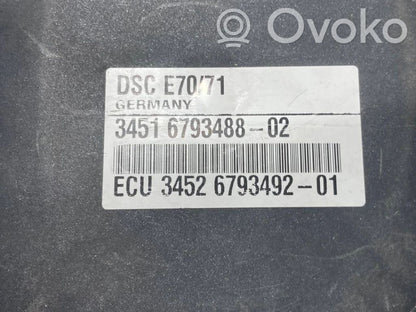 Ovoko
DSC E70/71
GERMANY
3451 6793488-02
ECU 3452 6793492-01